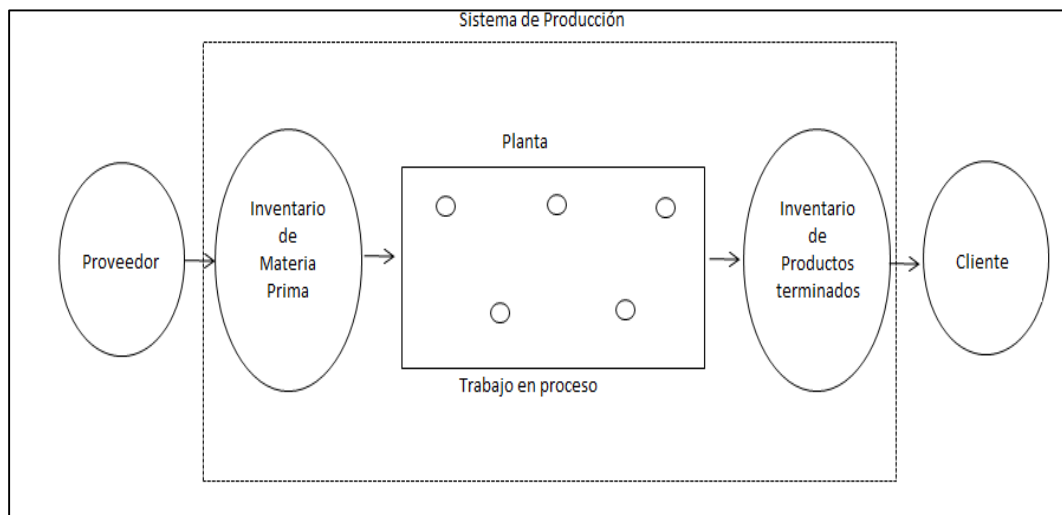 Sistema de Producción
Planta
Proveedor
Inventario
de
Materia
Prima
Trabajo en proceso
Inventario
de
Productos
terminados
Cliente